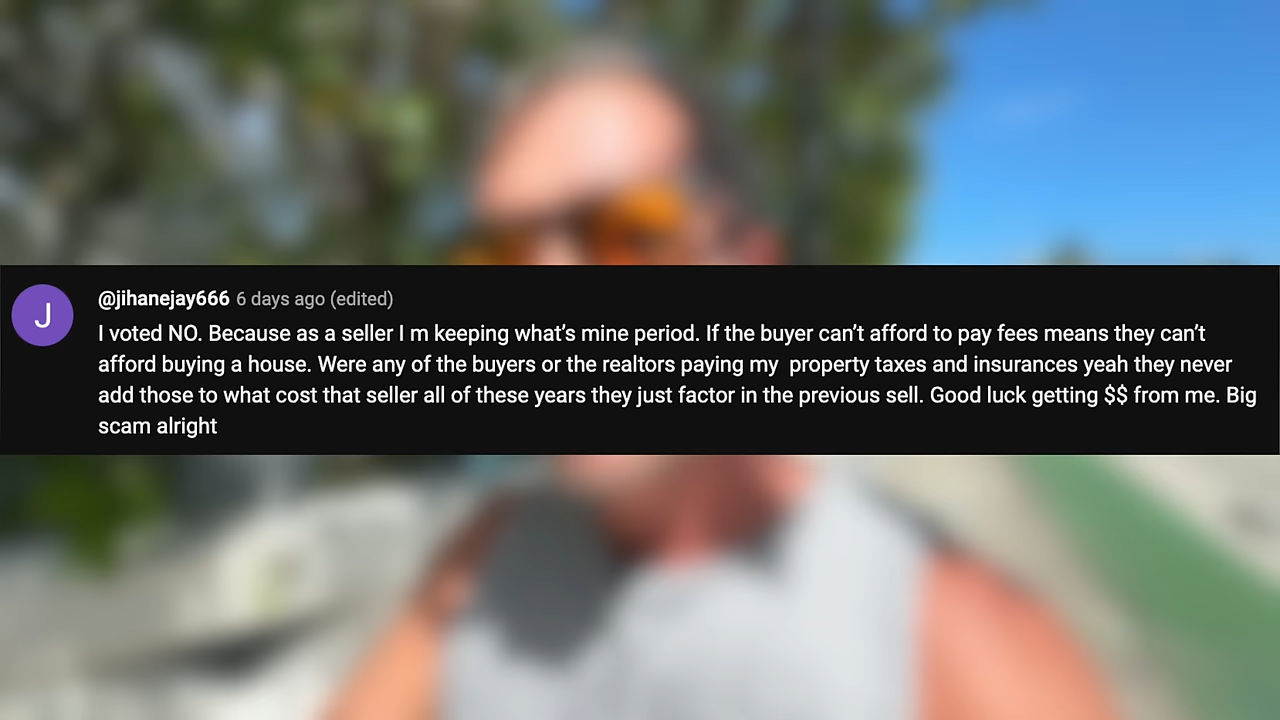 J
@jihanejay666 6 days ago (edited)
I voted NO. Because as a seller I m keeping what’s mine period. If the buyer can’t afford to pay fees means they can’t
afford buying a house. Were any of the buyers or the realtors paying my  property taxes and insurances yeah they never
add those to what cost that seller all of these years they just factor in the previous sell. Good luck getting $$ from me. Big
scam alright